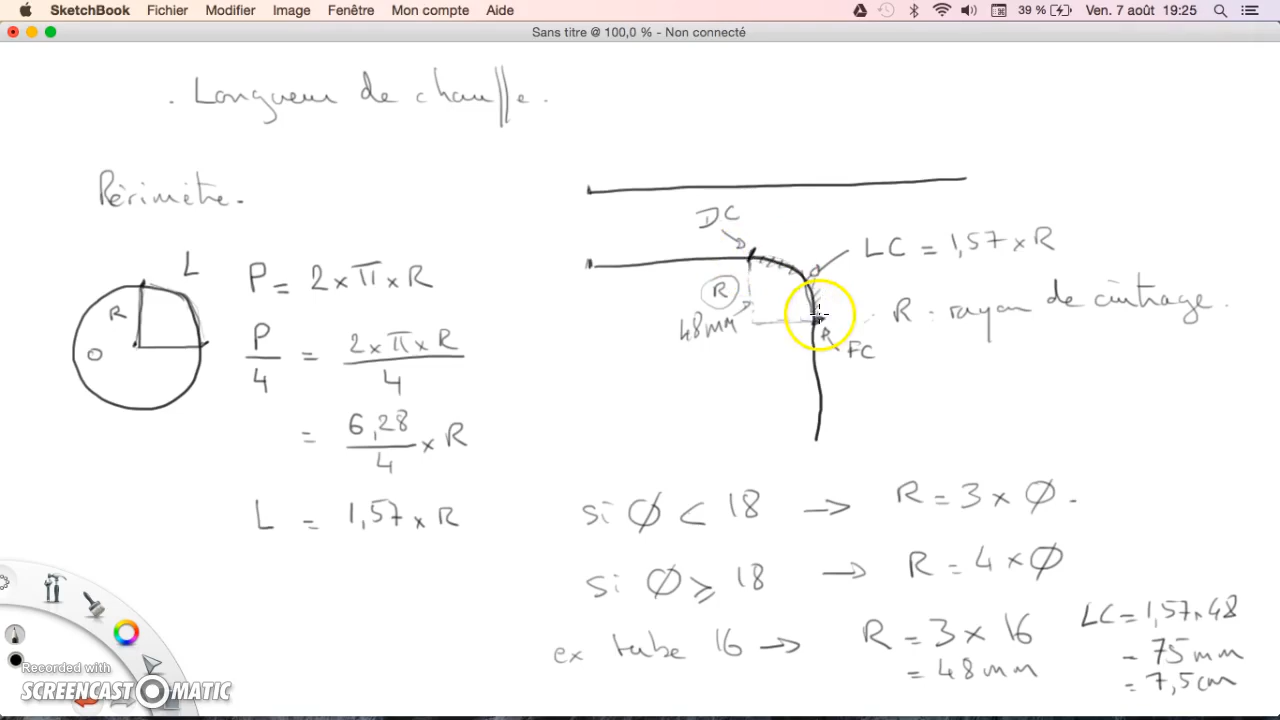 SketchBook Fichier Modifier Image Fenêtre Mon compte Aide 39 % Ven. 7 août 19:25
Sans titre @ 100,0 % - Non connecté
. Longueur de chauffe.
Périmètre.
L
R
O
P = 2 x π x R
P/4 = 2 x π x R / 4
= 6,28/4 x R
L = 1,57 x R
DC
LC = 1,57 x R
R
48mm
R : rayon de cintrage.
R
FC
si Ø < 18 → R = 3 x Ø.
si Ø ≥ 18 → R = 4 x Ø
ex tube 16 → R = 3 x 16
= 48 mm
LC = 1,57 x 48
= 75 mm
= 7,5 cm
Recorded with
SCREENCAST O MATIC